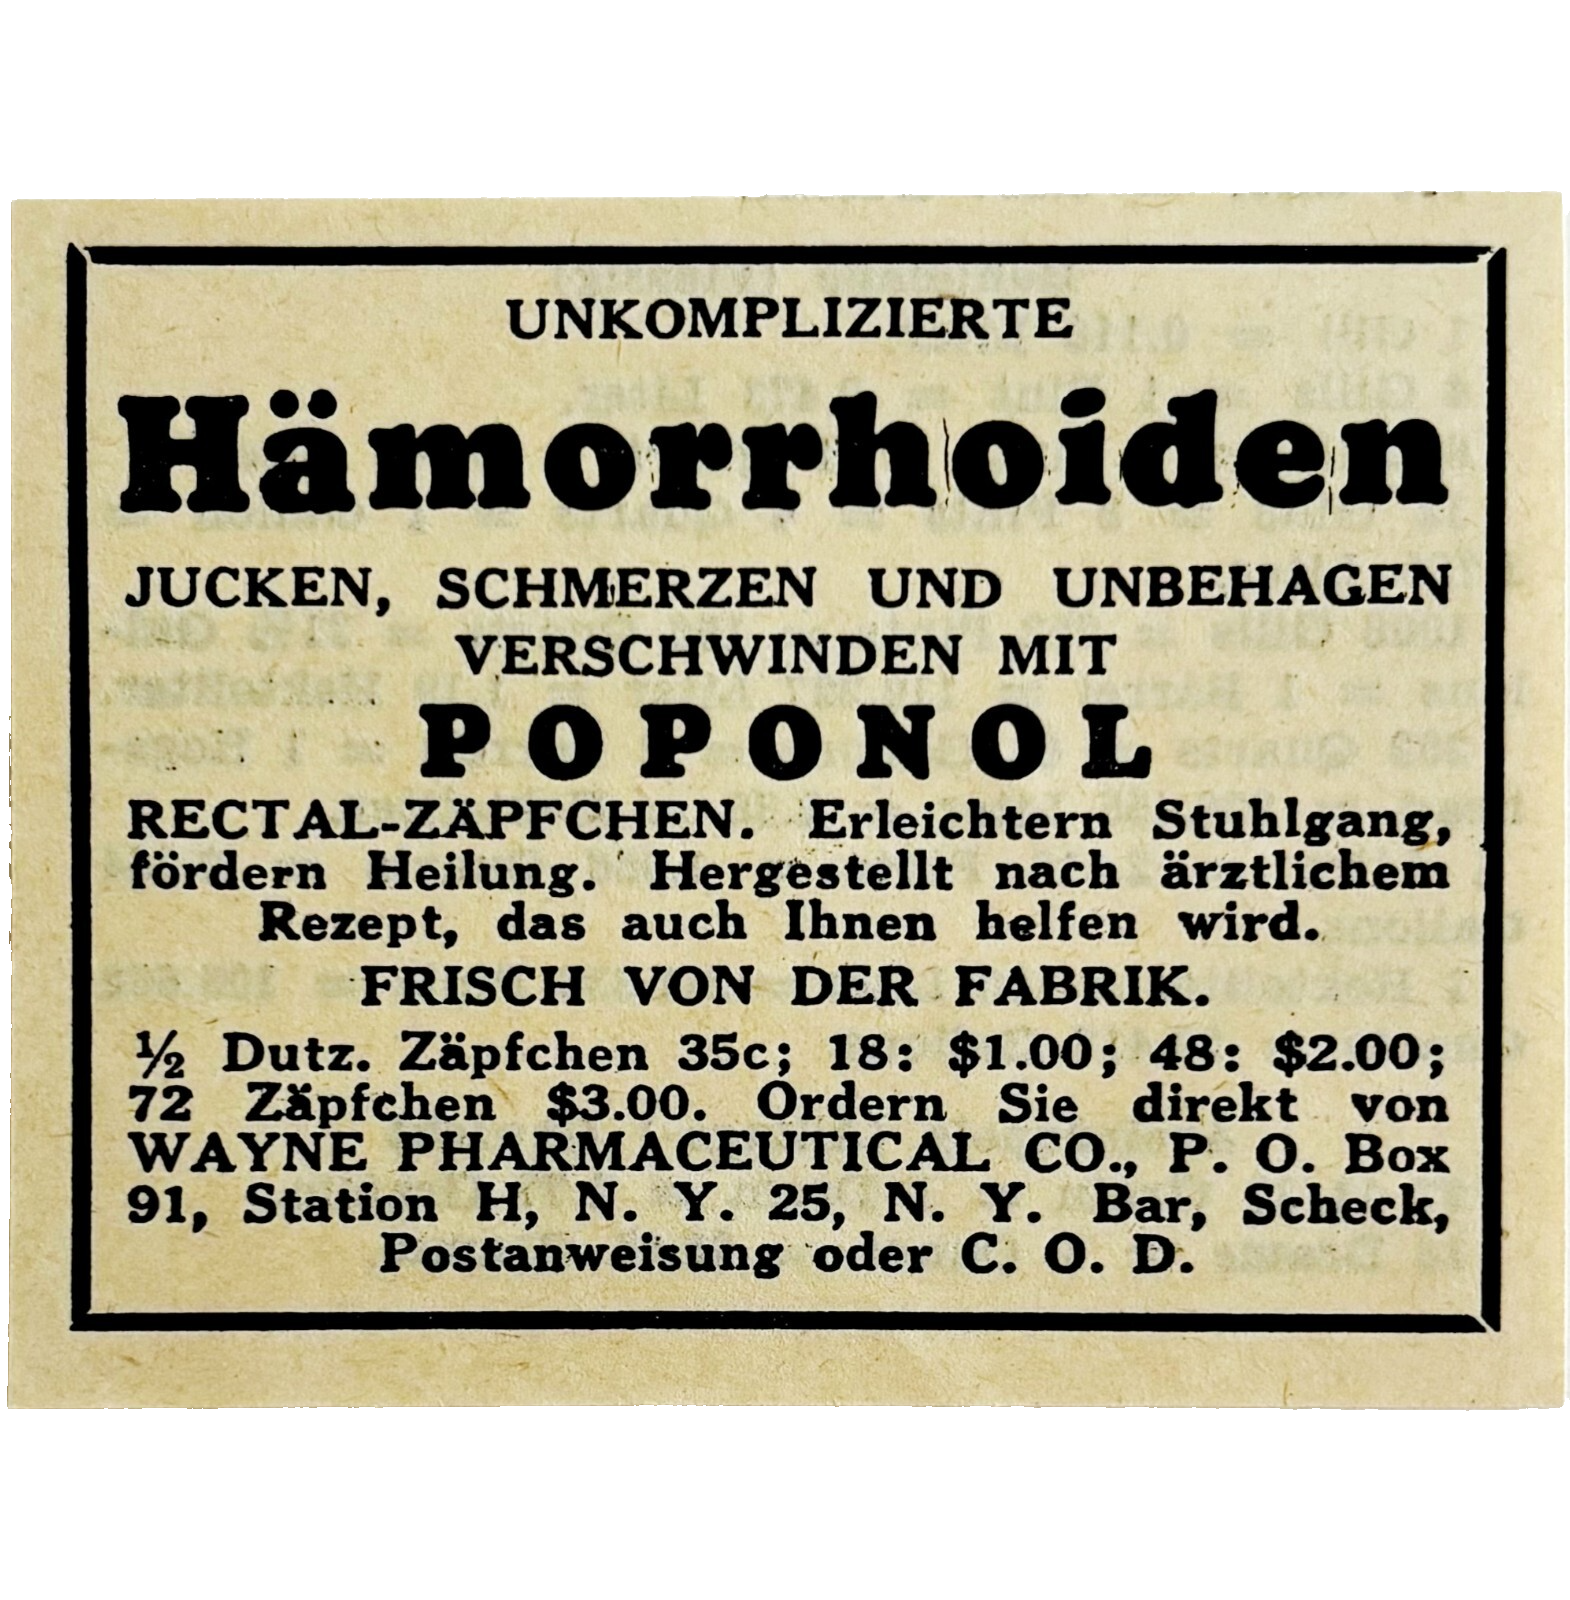 UNKOMPLIZIERTE
Hämorrhoiden
JUCKEN, SCHMERZEN UND UNBEHAGEN
VERSCHWINDEN MIT
POPONOL
RECTAL-ZÄPFCHEN. Erleichtern Stuhlgang,
fördern Heilung. Hergestellt nach ärztlichem
Rezept, das auch Ihnen helfen wird.
FRISCH VON DER FABRIK.
½ Dutz. Zäpfchen 35c; 18: $1.00; 48: $2.00;
72 Zäpfchen $3.00. Ordern Sie direkt von
WAYNE PHARMACEUTICAL CO., P. O. Box
91, Station H, N. Y. 25, N. Y. Bar, Scheck,
Postanweisung oder C. O. D.